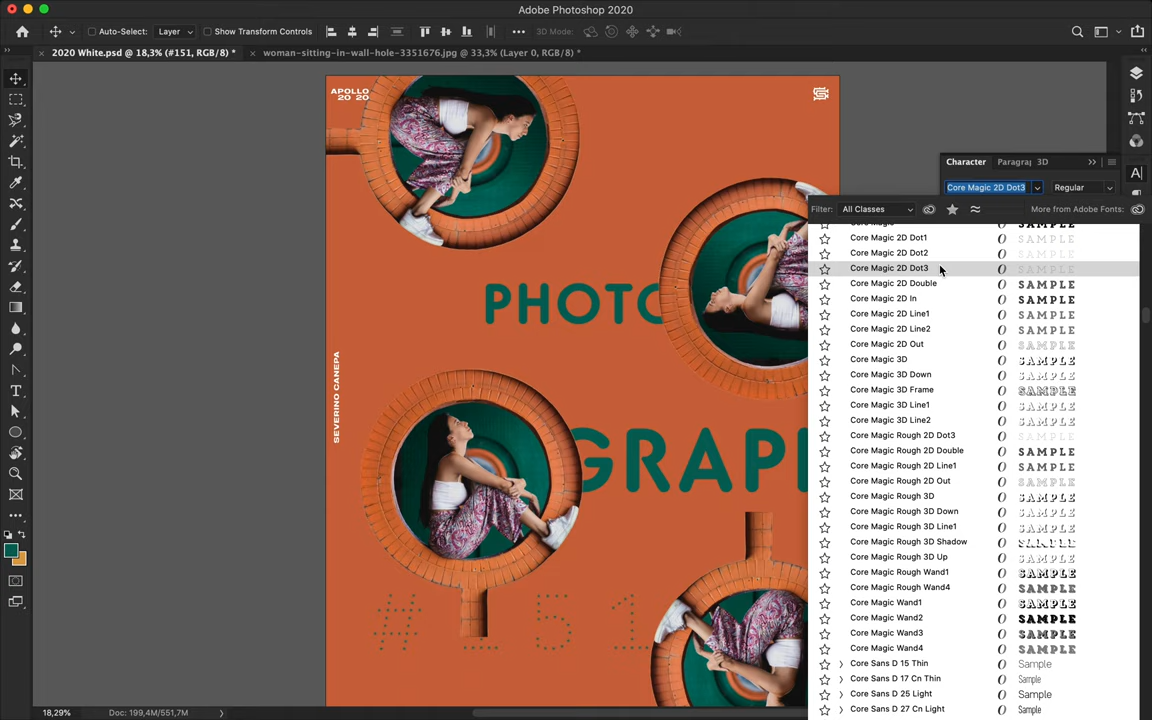 Adobe Photoshop 2020
Auto-Select: Layer Show Transform Controls 3D Mode:
2020 White.psd @ 18,3% (#151, RGB/8) * woman-sitting-in-wall-hole-3351676.jpg @ 33,3% (Layer 0, RGB/8) *
APOLLO
20 20
Character Paragra 3D
Core Magic 2D Dot3 Regular
Filter: All Classes More from Adobe Fonts:
Core Magic 2D Dot1 SAMPLE
Core Magic 2D Dot2 SAMPLE
Core Magic 2D Dot3 SAMPLE
Core Magic 2D Double SAMPLE
Core Magic 2D In SAMPLE
Core Magic 2D Line1 SAMPLE
Core Magic 2D Line2 SAMPLE
Core Magic 2D Out SAMPLE
Core Magic 3D SAMPLE
Core Magic 3D Down SAMPLE
Core Magic 3D Frame SAMPLE
Core Magic 3D Line1 SAMPLE
Core Magic 3D Line2 SAMPLE
Core Magic Rough 2D Dot3 SAMPLE
Core Magic Rough 2D Double SAMPLE
Core Magic Rough 2D Line1 SAMPLE
Core Magic Rough 2D Out SAMPLE
Core Magic Rough 3D SAMPLE
Core Magic Rough 3D Down SAMPLE
Core Magic Rough 3D Line1 SAMPLE
Core Magic Rough 3D Shadow SAMPLE
Core Magic Rough 3D Up SAMPLE
Core Magic Rough Wand1 SAMPLE
Core Magic Rough Wand4 SAMPLE
Core Magic Wand1 SAMPLE
Core Magic Wand2 SAMPLE
Core Magic Wand3 SAMPLE
Core Magic Wand4 SAMPLE
Core Sans D 15 Thin Sample
Core Sans D 17 Cn Thin Sample
Core Sans D 25 Light Sample
Core Sans D 27 Cn Light Sample
PHOTO
SEVERINO CANEPA
GRAPH
#151
18,29% Doc: 199,4M/551,7M